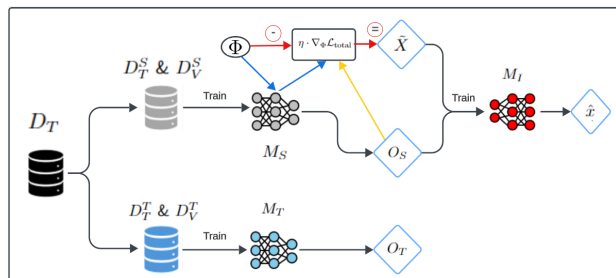 D_T
D_T^S & D_V^S
Train
M_S
Φ
-
η · ∇_Φ ℒ_total
=
X̃
O_S
Train
M_I
x̂
D_T^T & D_V^T
Train
M_T
O_T